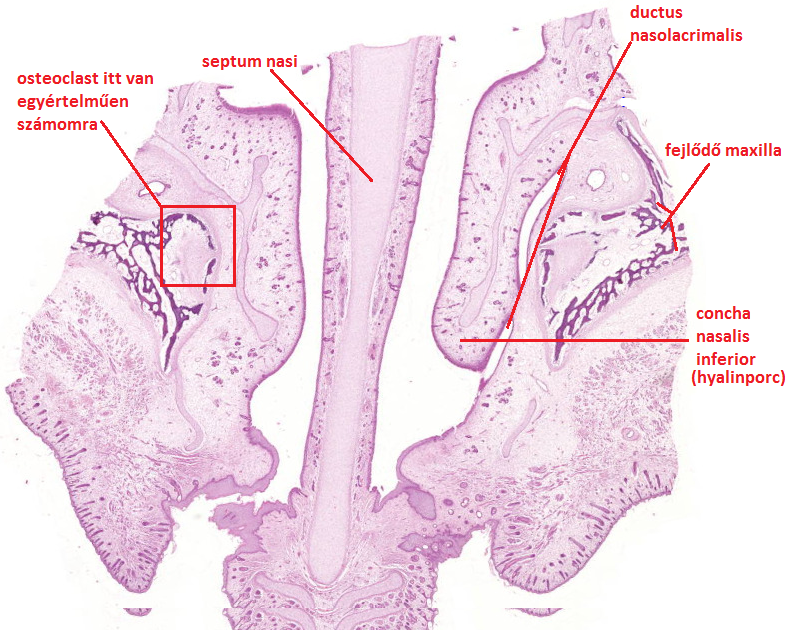 ductus
nasolacrimalis
septum nasi
osteoclast itt van
egyértelműen
számomra
fejlődő maxilla
concha
nasalis
inferior
(hyalinporc)